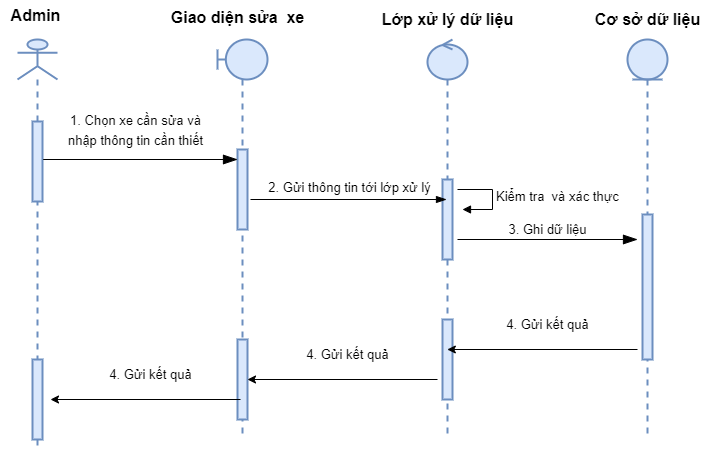 Admin
Giao diện sửa xe
Lớp xử lý dữ liệu
Cơ sở dữ liệu
1. Chọn xe cần sửa và
nhập thông tin cần thiết
2. Gửi thông tin tới lớp xử lý
Kiểm tra và xác thực
3. Ghi dữ liệu
4. Gửi kết quả
4. Gửi kết quả
4. Gửi kết quả